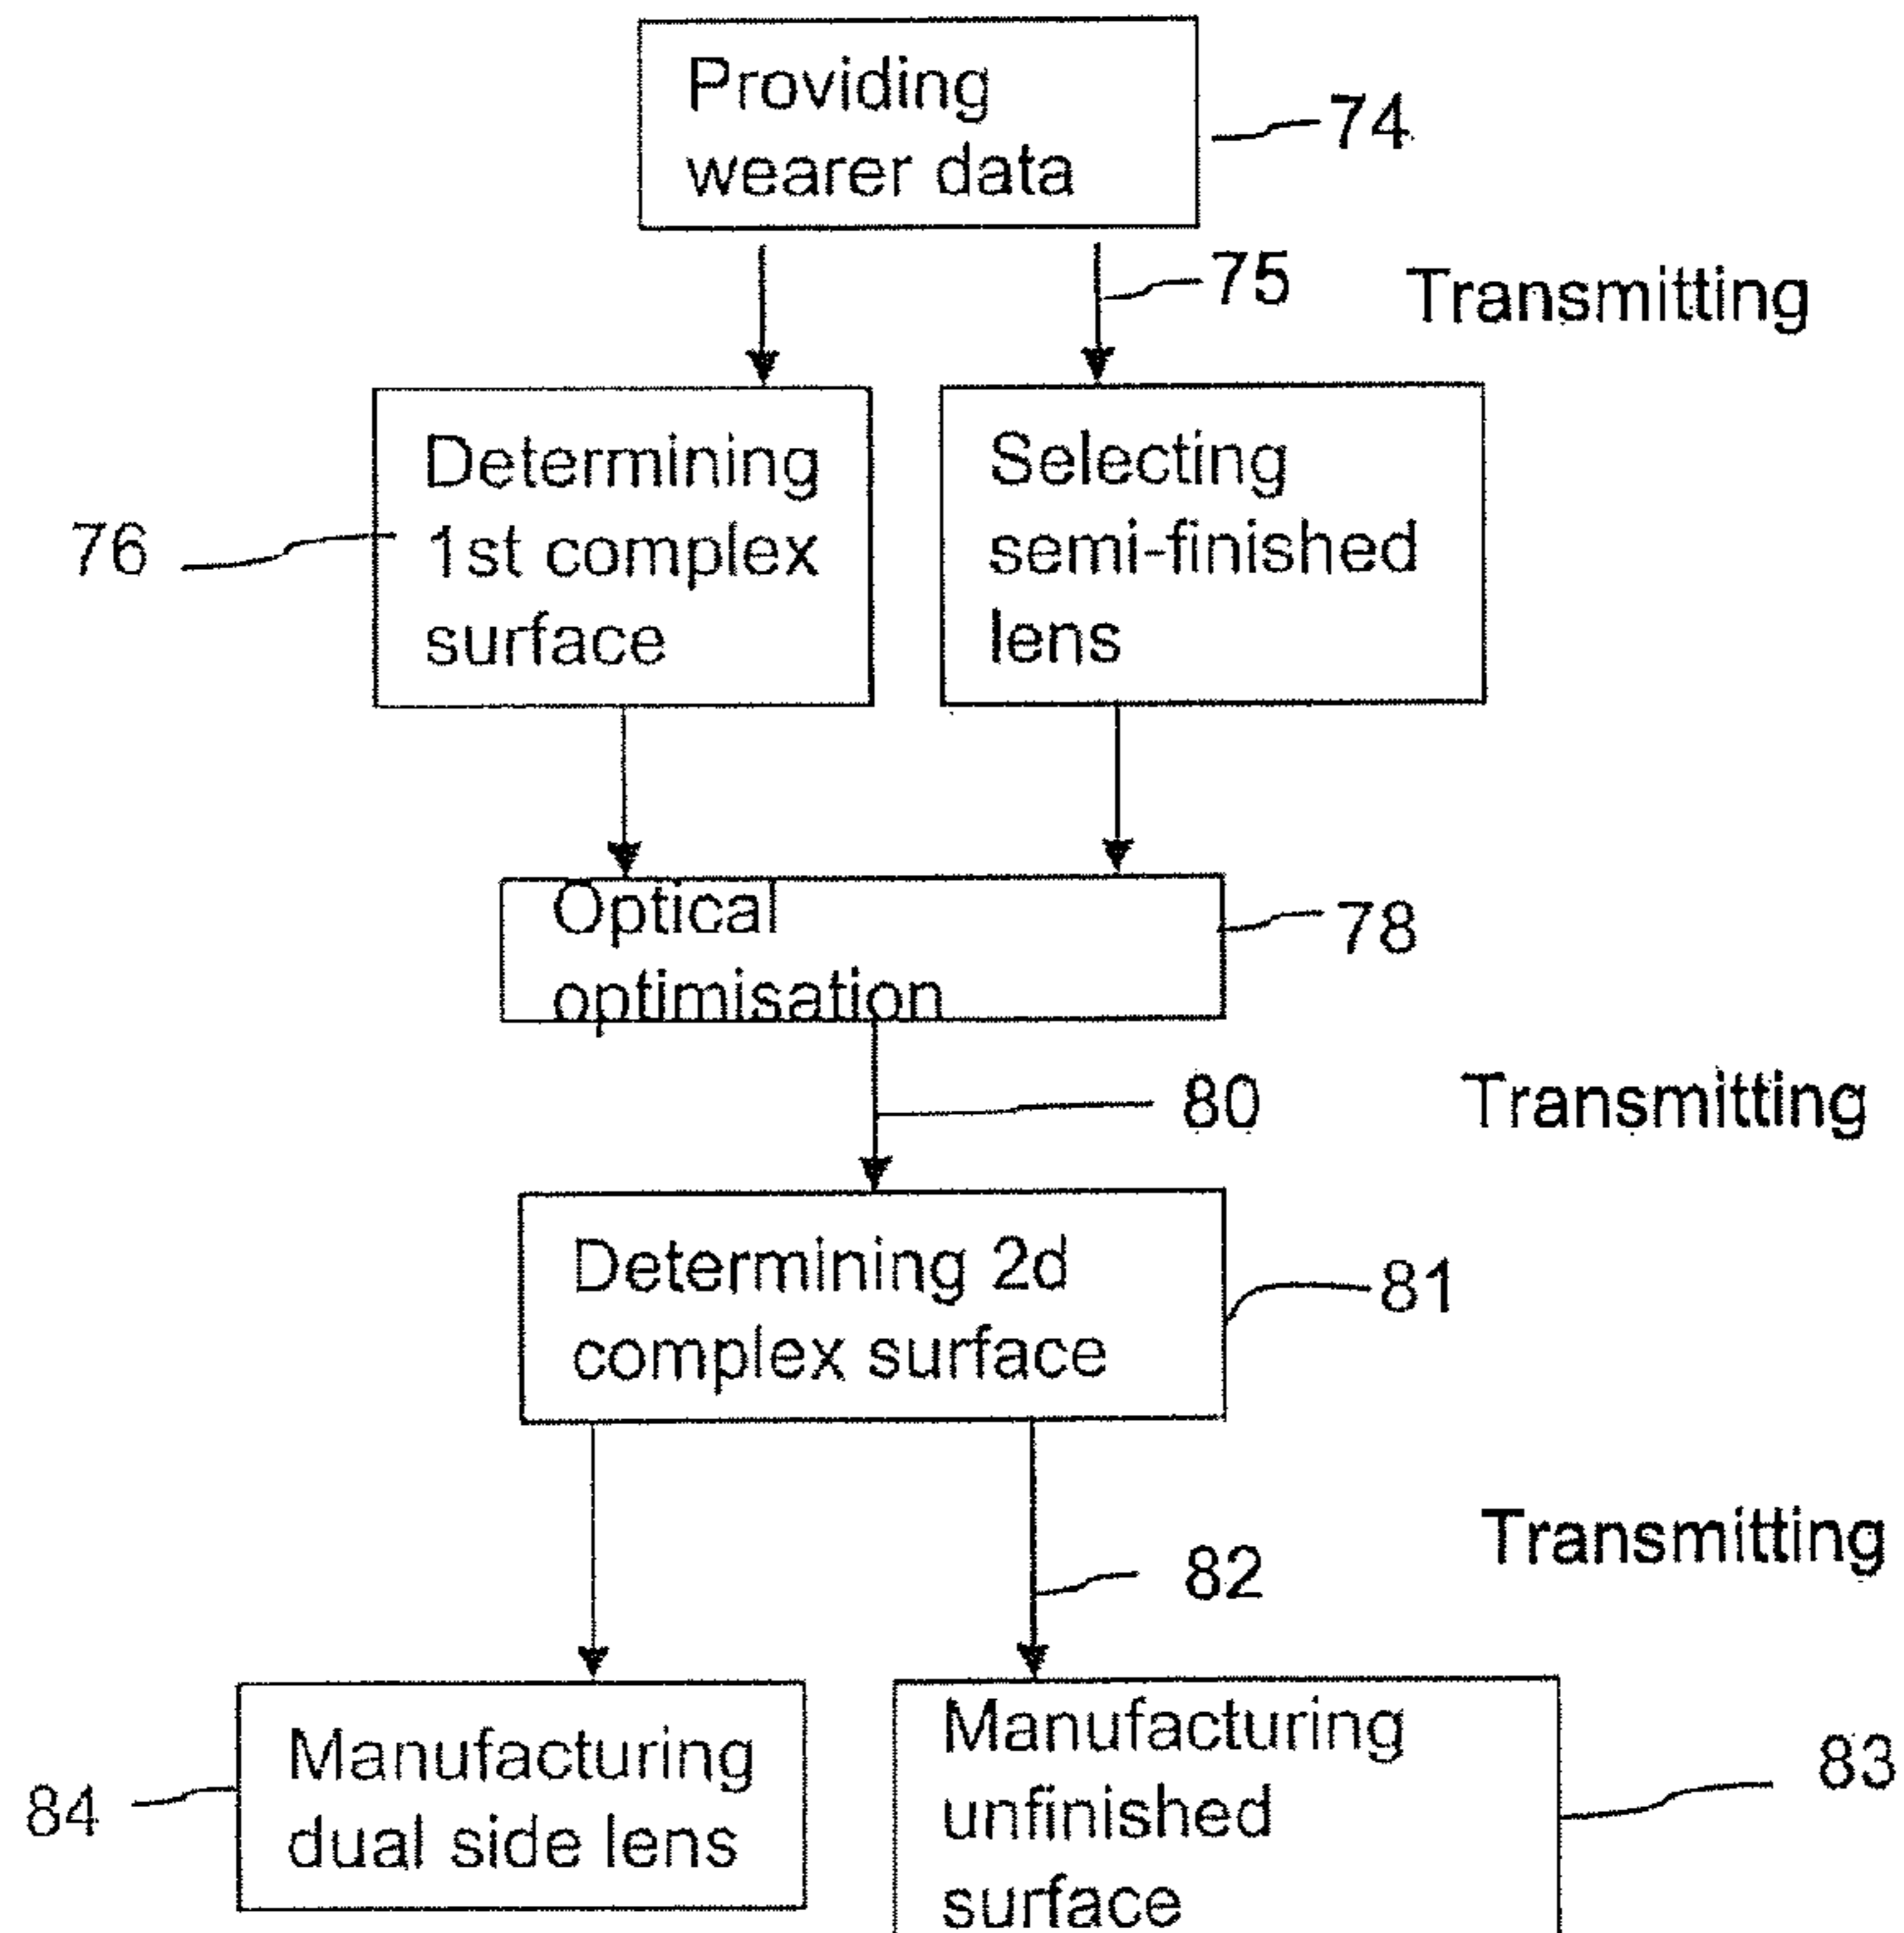 Providing
wearer data
74
75
Transmitting
Determining
1st complex
surface
76
Selecting
semi-finished
lens
Optical
optimisation
78
80
Transmitting
Determining 2d
complex surface
81
82
Transmitting
Manufacturing
dual side lens
84
Manufacturing
unfinished
surface
83